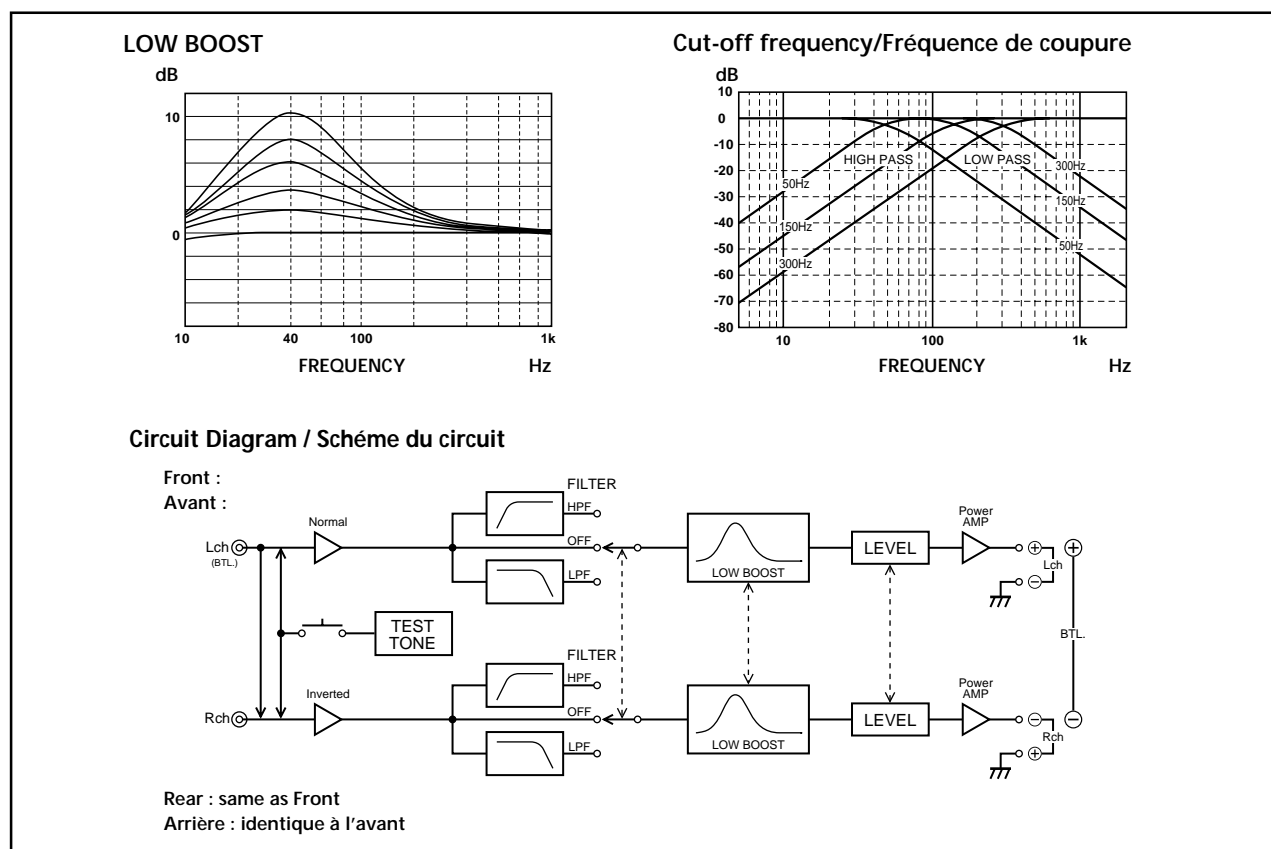 LOW BOOST
dB
10
0
10
40
100
1k
FREQUENCY
Hz
Cut-off frequency/Fréquence de coupure
dB
10
0
-10
-20
-30
-40
-50
-60
-70
-80
HIGH PASS
LOW PASS
50Hz
150Hz
300Hz
300Hz
150Hz
50Hz
10
100
1k
FREQUENCY
Hz
Circuit Diagram / Schéme du circuit
Front :
Avant :
Lch
(BTL.)
Normal
FILTER
HPF
OFF
LPF
LOW BOOST
LEVEL
Power
AMP
+
Lch
−
+
TEST
TONE
BTL.
Rch
Inverted
FILTER
HPF
OFF
LPF
LOW BOOST
LEVEL
Power
AMP
−
Rch
+
−
Rear : same as Front
Arrière : identique à l'avant